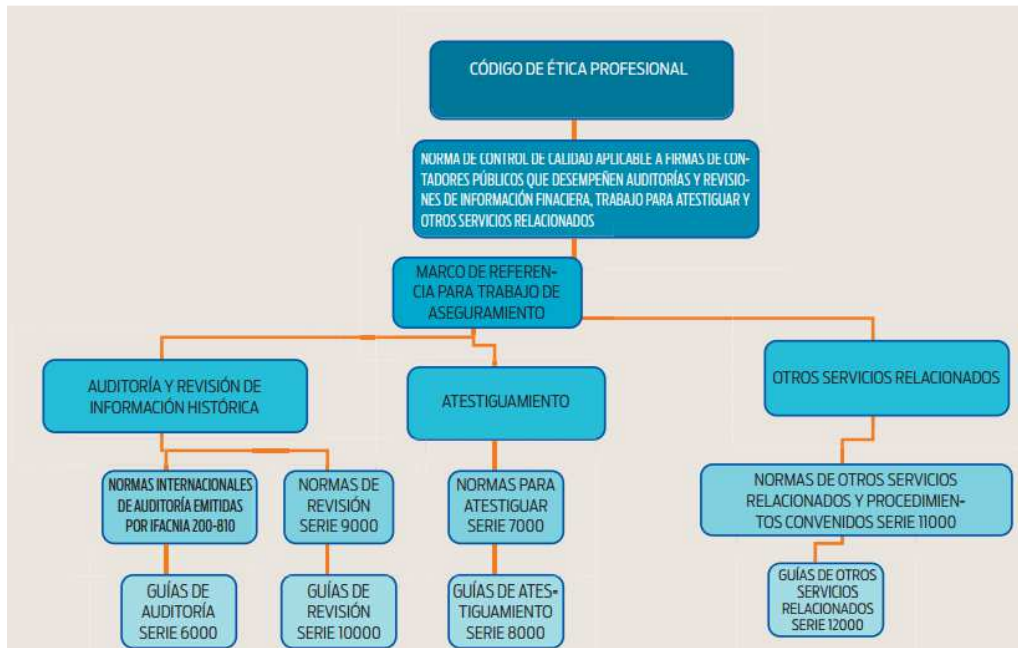 CÓDIGO DE ÉTICA PROFESIONAL
NORMA DE CONTROL DE CALIDAD APLICABLE A FIRMAS DE CON-
TADORES PÚBLICOS QUE DESEMPEÑEN AUDITORÍAS Y REVISIO-
NES DE INFORMACIÓN FINACIERA, TRABAJO PARA ATESTIGUAR Y
OTROS SERVICIOS RELACIONADOS
MARCO DE REFEREN-
CIA PARA TRABAJO DE
ASEGURAMIENTO
AUDITORÍA Y REVISIÓN DE
INFORMACIÓN HISTÓRICA
ATESTIGUAMIENTO
OTROS SERVICIOS RELACIONADOS
NORMAS INTERNACIONALES
DE AUDITORÍA EMITIDAS
POR IFACNIA 200-810
NORMAS DE
REVISIÓN
SERIE 9000
NORMAS PARA
ATESTIGUAR
SERIE 7000
NORMAS DE OTROS SERVICIOS
RELACIONADOS Y PROCEDIMIEN-
TOS CONVENIDOS SERIE 11000
GUÍAS DE
AUDITORÍA
SERIE 6000
GUÍAS DE
REVISIÓN
SERIE 10000
GUÍAS DE ATES-
TIGUAMIENTO
SERIE 8000
GUÍAS DE OTROS
SERVICIOS
RELACIONADOS
SERIE 12000